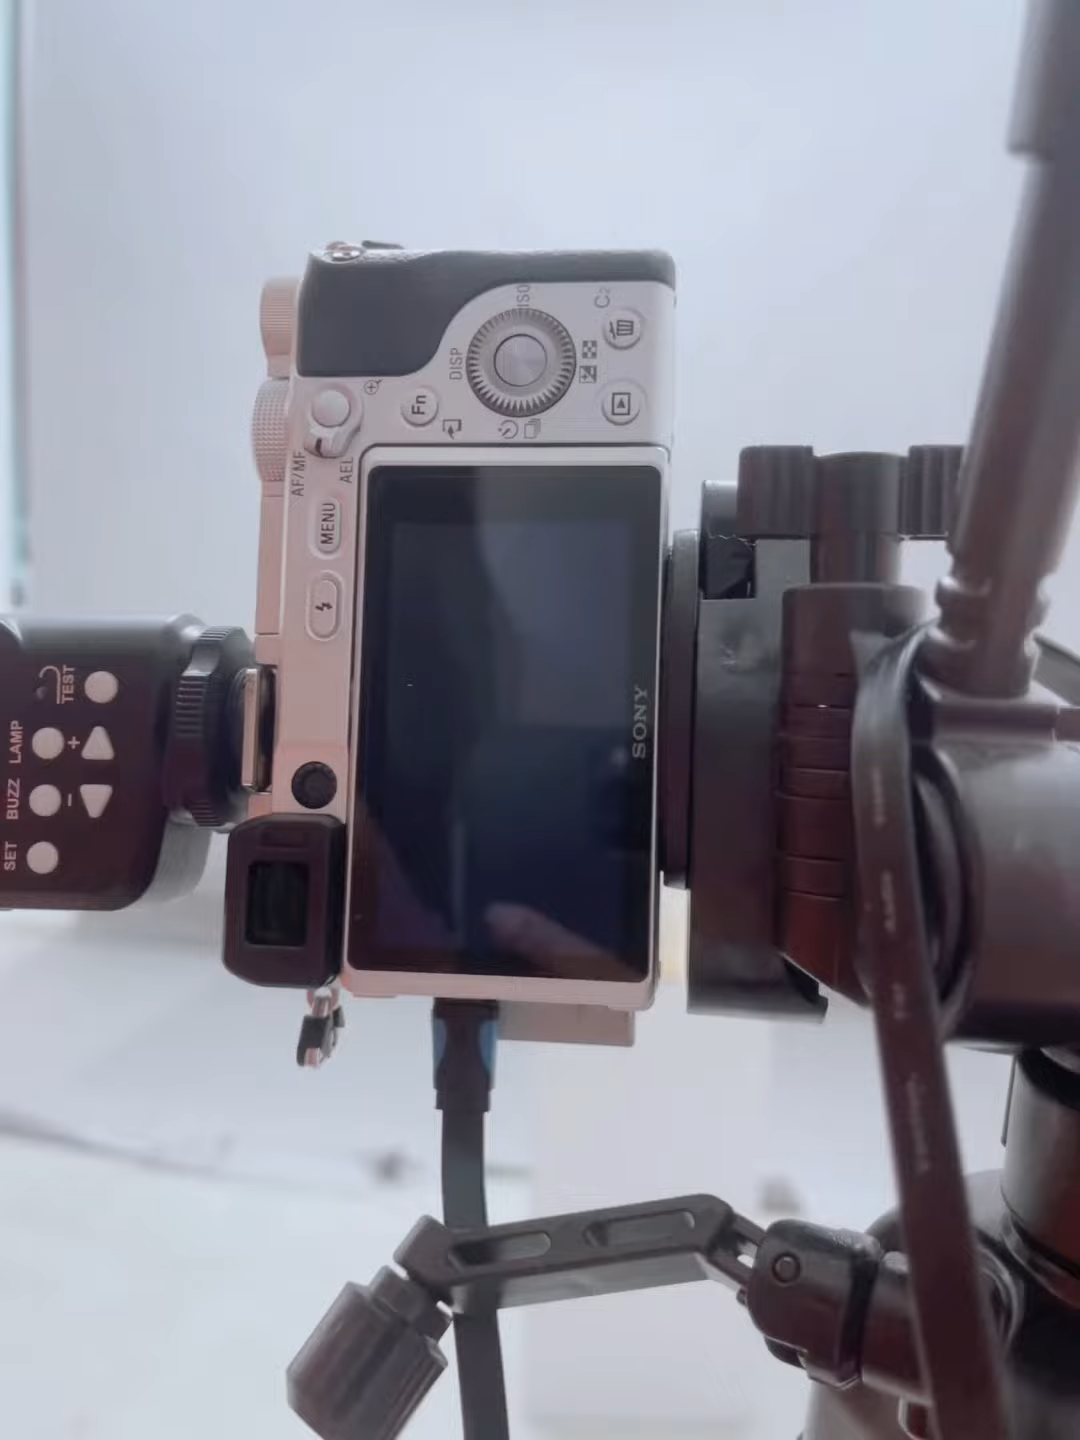 ISO
C2
DISP
Fn
AF/MF
AEL
MENU
SONY
TEST
LAMP
+
BUZZ
-
SET